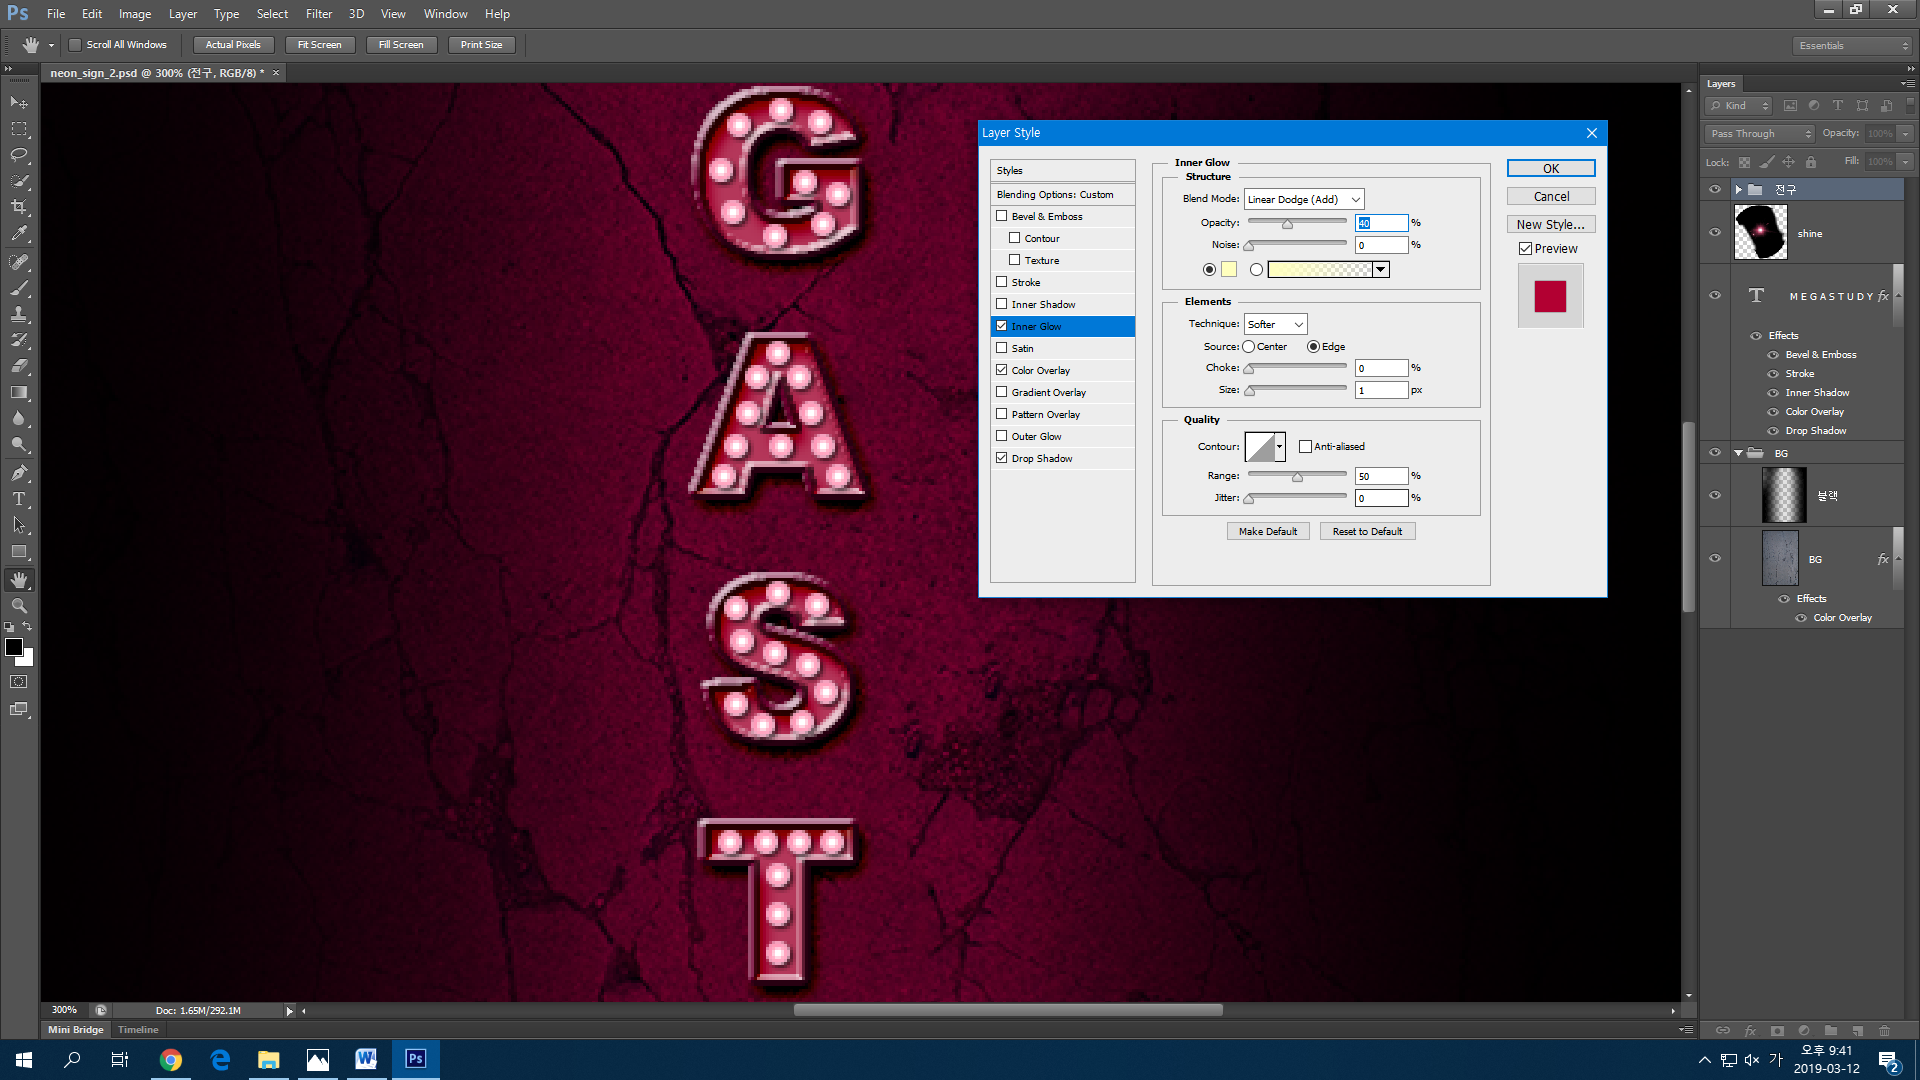 Ps File Edit Image Layer Type Select Filter 3D View Window Help
Scroll All Windows Actual Pixels Fit Screen Fill Screen Print Size Essentials
neon_sign_2.psd @ 300% (전구, RGB/8) * ×
G
A
S
T
Layer Style
Styles
Blending Options: Custom
Bevel & Emboss
Contour
Texture
Stroke
Inner Shadow
Inner Glow
Satin
Color Overlay
Gradient Overlay
Pattern Overlay
Outer Glow
Drop Shadow
Inner Glow
Structure
Blend Mode: Linear Dodge (Add)
Opacity: 40 %
Noise: 0 %
Elements
Technique: Softer
Source: Center Edge
Choke: 0 %
Size: 1 px
Quality
Contour: Anti-aliased
Range: 50 %
Jitter: 0 %
Make Default Reset to Default
OK
Cancel
New Style...
Preview
Layers
Kind
Pass Through Opacity: 100%
Lock: Fill: 100%
전구
shine
T MEGASTUDY fx
Effects
Bevel & Emboss
Stroke
Inner Shadow
Color Overlay
Drop Shadow
BG
블랙
BG fx
Effects
Color Overlay
300% Doc: 1.65M/292.1M
Mini Bridge Timeline
가 오후 9:41
2019-03-12 2